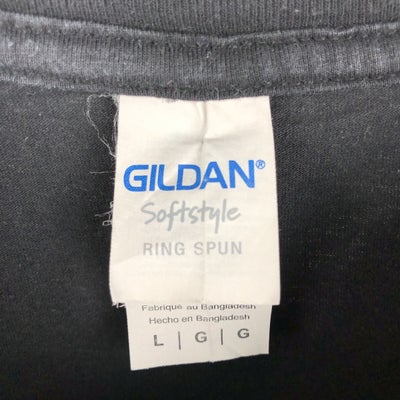 GILDAN®
Softstyle
RING SPUN
Fabriqué au Bangladesh
Hecho en Bangladesh
L | G | G